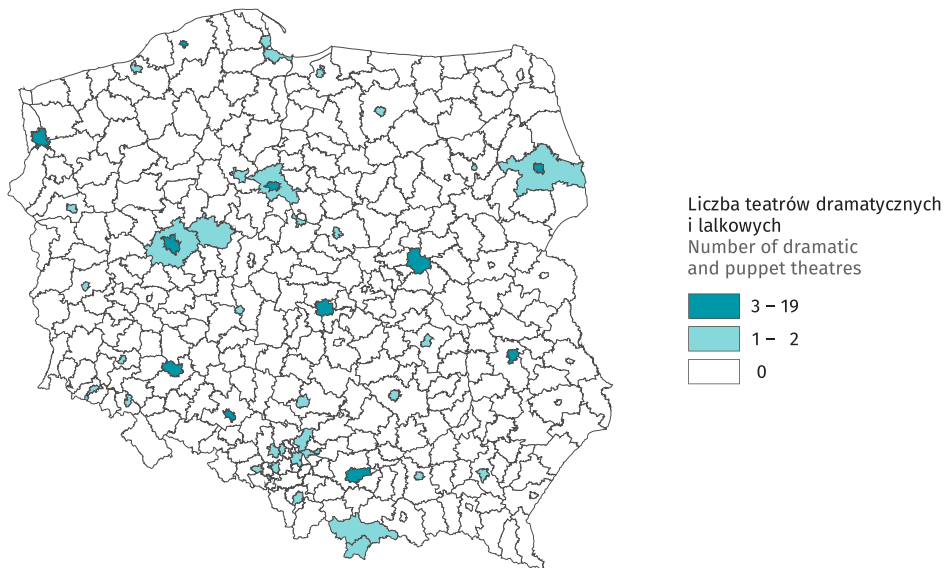 Liczba teatrów dramatycznych
i lalkowych
Number of dramatic
and puppet theatres
3 – 19
1 – 2
0